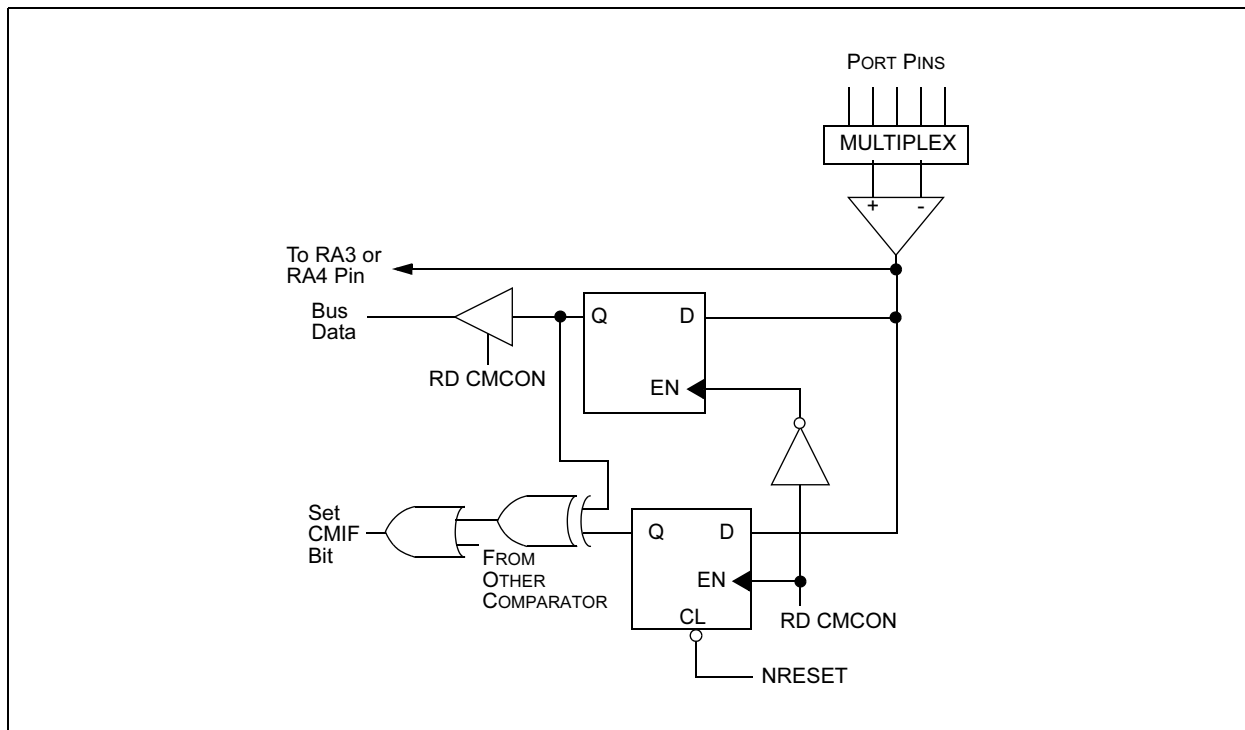 PORT PINS
MULTIPLEX
+ -
To RA3 or
RA4 Pin
Bus
Data
Q D
RD CMCON
EN
Set
CMIF
Bit
FROM
OTHER
COMPARATOR
Q D
EN
CL
RD CMCON
NRESET